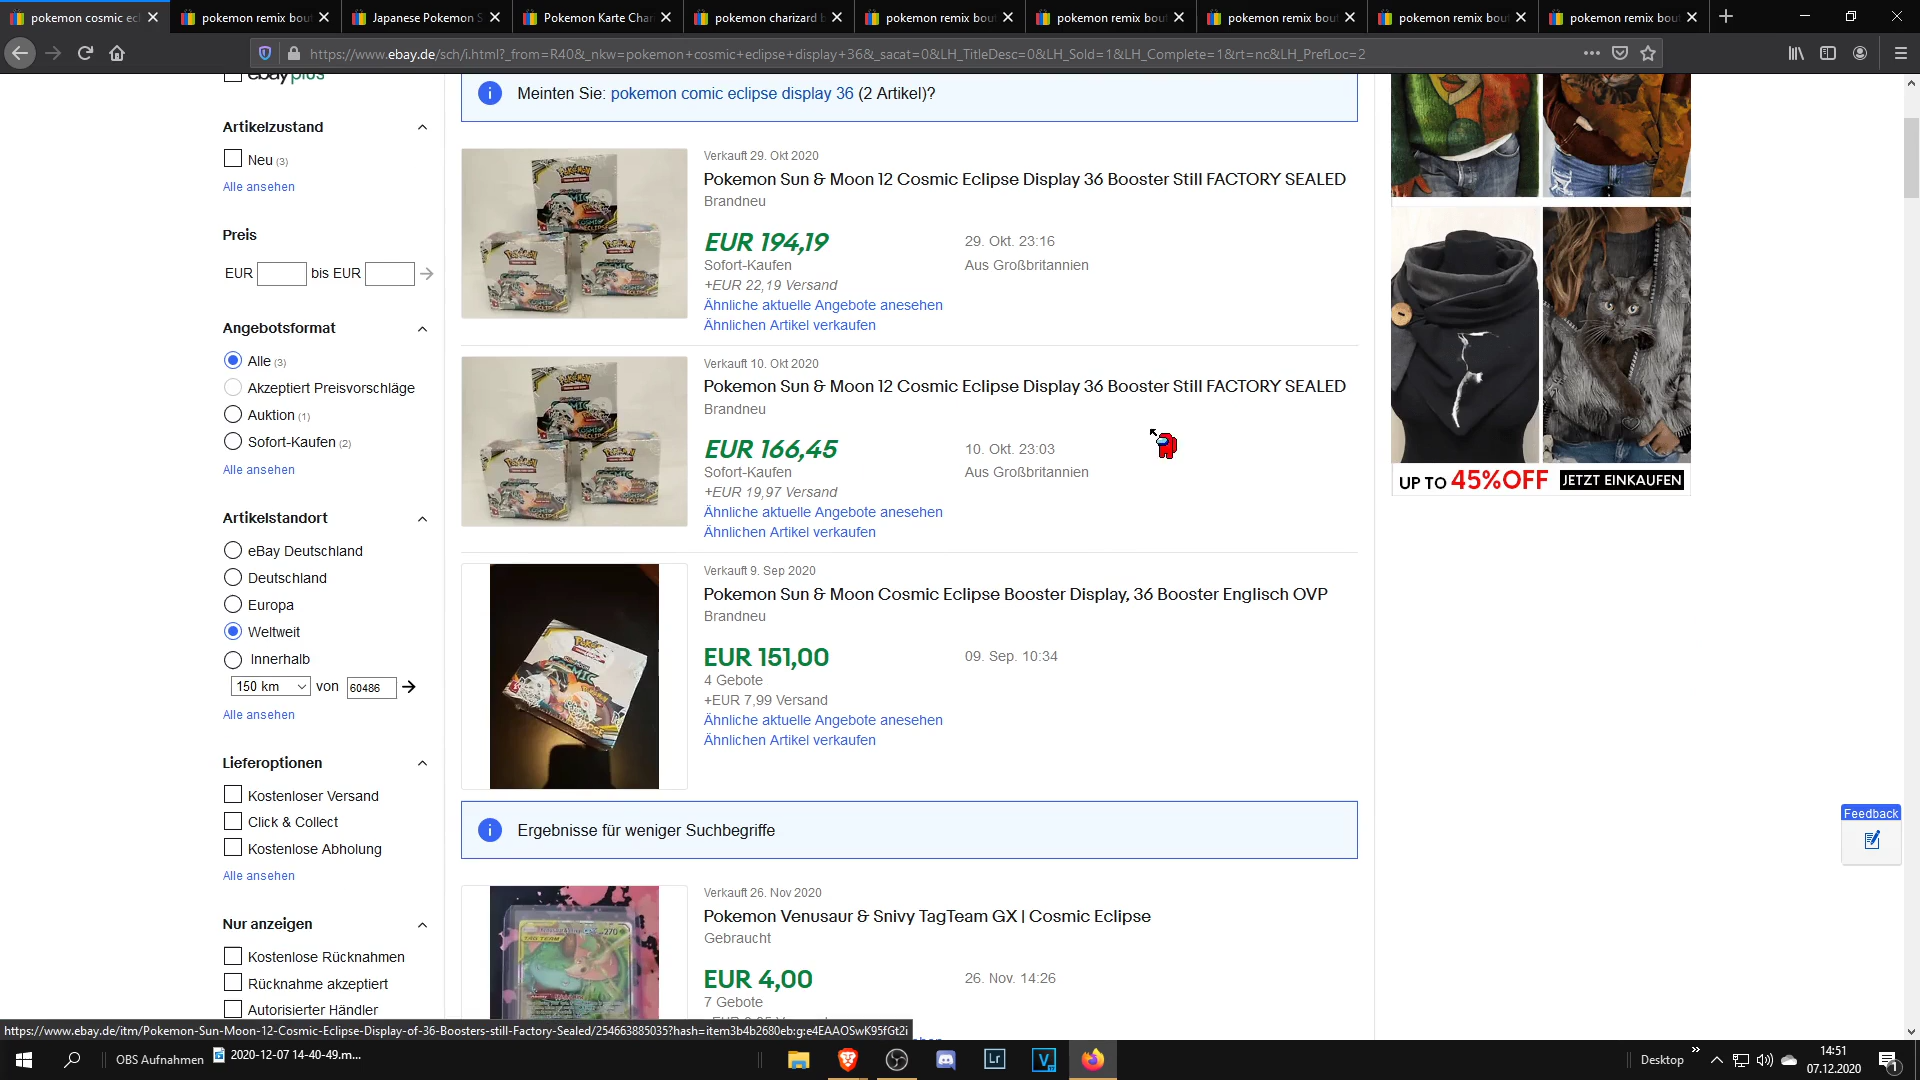 pokemon cosmic ec
pokemon remix bou
Japanese Pokemon S
Pokemon Karte Char
pokemon charizard b
pokemon remix bou
pokemon remix bou
pokemon remix bou
pokemon remix bou
pokemon remix bou
https://www.ebay.de/sch/i.html?_from=R40&_nkw=pokemon+cosmic+eclipse+display+36&_sacat=0&LH_TitleDesc=0&LH_Sold=1&LH_Complete=1&rt=nc&LH_PrefLoc=2
ebayplus
Artikelzustand
Neu (3)
Alle ansehen
Preis
EUR bis EUR
Angebotsformat
Alle (3)
Akzeptiert Preisvorschläge
Auktion (1)
Sofort-Kaufen (2)
Alle ansehen
Artikelstandort
eBay Deutschland
Deutschland
Europa
Weltweit
Innerhalb
150 km von 60486
Alle ansehen
Lieferoptionen
Kostenloser Versand
Click & Collect
Kostenlose Abholung
Alle ansehen
Nur anzeigen
Kostenlose Rücknahmen
Rücknahme akzeptiert
Autorisierter Händler
Meinten Sie: pokemon comic eclipse display 36 (2 Artikel)?
Verkauft 29. Okt 2020
Pokemon Sun & Moon 12 Cosmic Eclipse Display 36 Booster Still FACTORY SEALED
Brandneu
EUR 194,19
29. Okt. 23:16
Sofort-Kaufen
Aus Großbritannien
+EUR 22,19 Versand
Ähnliche aktuelle Angebote anesehen
Ähnlichen Artikel verkaufen
Verkauft 10. Okt 2020
Pokemon Sun & Moon 12 Cosmic Eclipse Display 36 Booster Still FACTORY SEALED
Brandneu
EUR 166,45
10. Okt. 23:03
Sofort-Kaufen
Aus Großbritannien
+EUR 19,97 Versand
Ähnliche aktuelle Angebote anesehen
Ähnlichen Artikel verkaufen
Verkauft 9. Sep 2020
Pokemon Sun & Moon Cosmic Eclipse Booster Display, 36 Booster Englisch OVP
Brandneu
EUR 151,00
09. Sep. 10:34
4 Gebote
+EUR 7,99 Versand
Ähnliche aktuelle Angebote anesehen
Ähnlichen Artikel verkaufen
Ergebnisse für weniger Suchbegriffe
Verkauft 26. Nov 2020
Pokemon Venusaur & Snivy TagTeam GX | Cosmic Eclipse
Gebraucht
EUR 4,00
26. Nov. 14:26
7 Gebote
UP TO 45%OFF JETZT EINKAUFEN
Feedback
https://www.ebay.de/itm/Pokemon-Sun-Moon-12-Cosmic-Eclipse-Display-of-36-Boosters-still-Factory-Sealed/254663885035?hash=item3b4b2680eb:g:e4EAAOSwK95fGt2i
OBS Aufnahmen
2020-12-07 14-40-49.m...
Lr
V
Desktop
14:51
07.12.2020
1